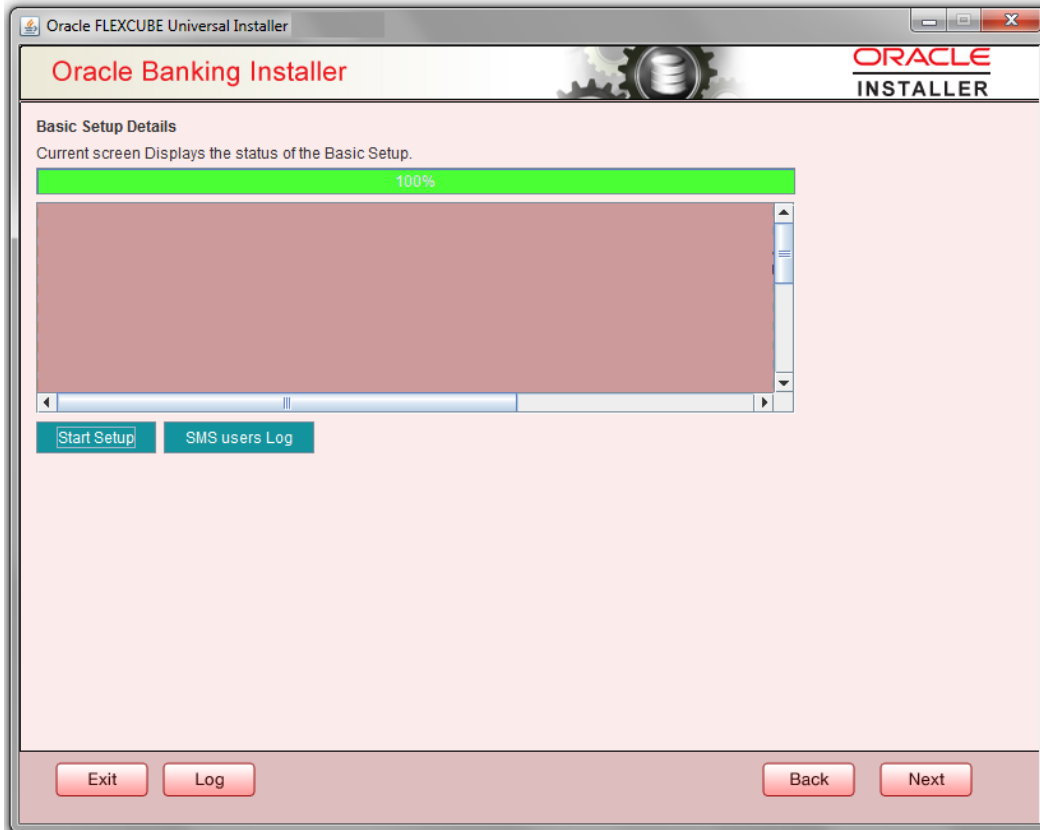 Oracle FLEXCUBE Universal Installer
Oracle Banking Installer
ORACLE
INSTALLER
Basic Setup Details
Current screen Displays the status of the Basic Setup.
100%
Start Setup SMS users Log
Exit Log Back Next